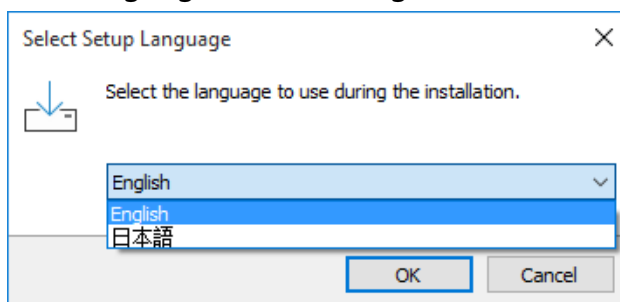 Select Setup Language
Select the language to use during the installation.
English
English
日本語
OK Cancel